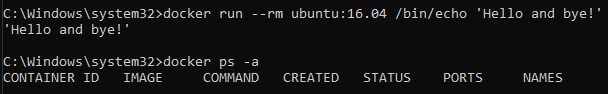 C:\Windows\system32>docker run --rm ubuntu:16.04 /bin/echo 'Hello and bye!'
'Hello and bye!'
C:\Windows\system32>docker ps -a
CONTAINER ID   IMAGE     COMMAND   CREATED   STATUS    PORTS     NAMES